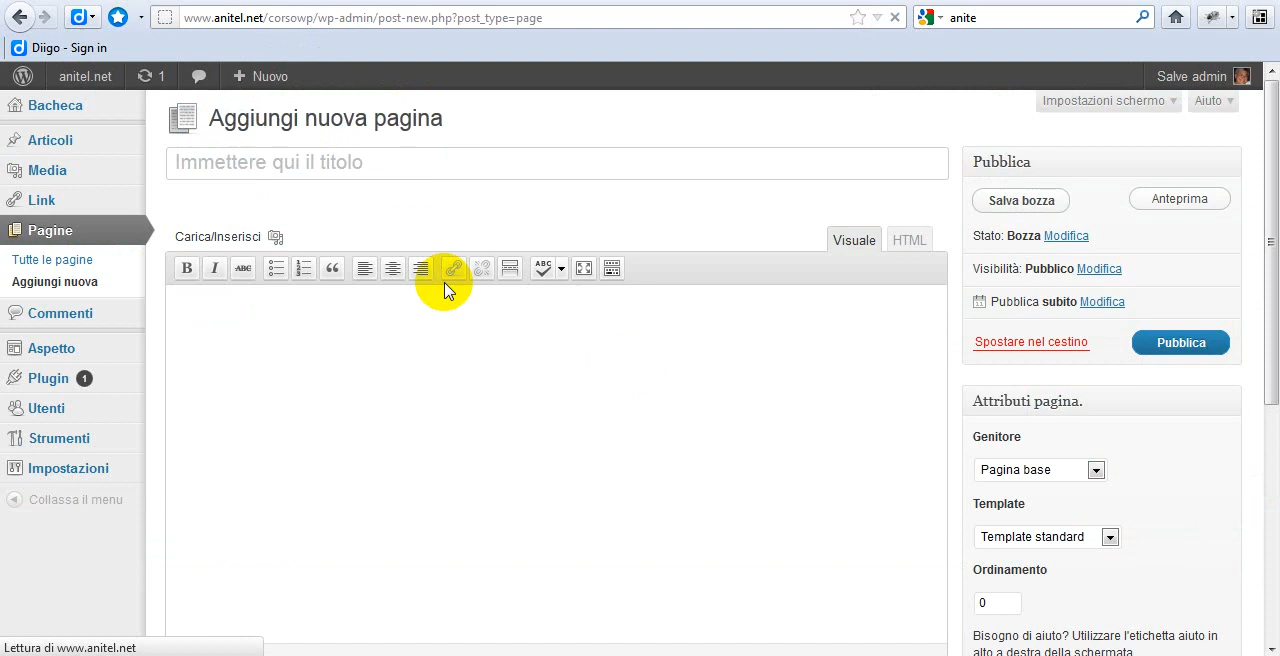 www.anitel.net/corsowp/wp-admin/post-new.php?post_type=page
anite
Diigo - Sign in
anitel.net
1
Nuovo
Salve admin
Bacheca
Articoli
Media
Link
Pagine
Tutte le pagine
Aggiungi nuova
Commenti
Aspetto
Plugin 1
Utenti
Strumenti
Impostazioni
Collassa il menu
Impostazioni schermo
Aiuto
Aggiungi nuova pagina
Immettere qui il titolo
Carica/Inserisci
Visuale
HTML
B I ABC ABC
Pubblica
Salva bozza
Anteprima
Stato: Bozza Modifica
Visibilità: Pubblico Modifica
Pubblica subito Modifica
Spostare nel cestino
Pubblica
Attributi pagina.
Genitore
Pagina base
Template
Template standard
Ordinamento
0
Bisogno di aiuto? Utilizzare l'etichetta aiuto in
alto a destra della schermata
Lettura di www.anitel.net